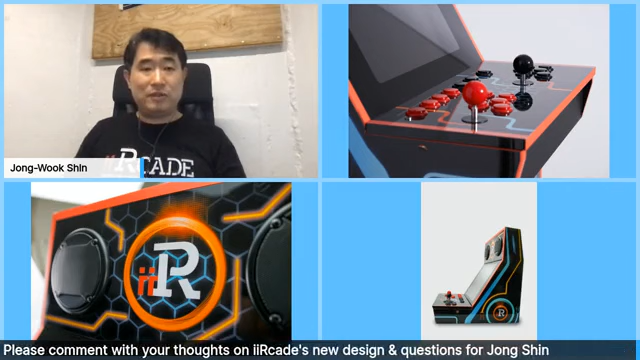 iiRCADE
Jong-Wook Shin
iiR
Please comment with your thoughts on iiRcade's new design & questions for Jong Shin